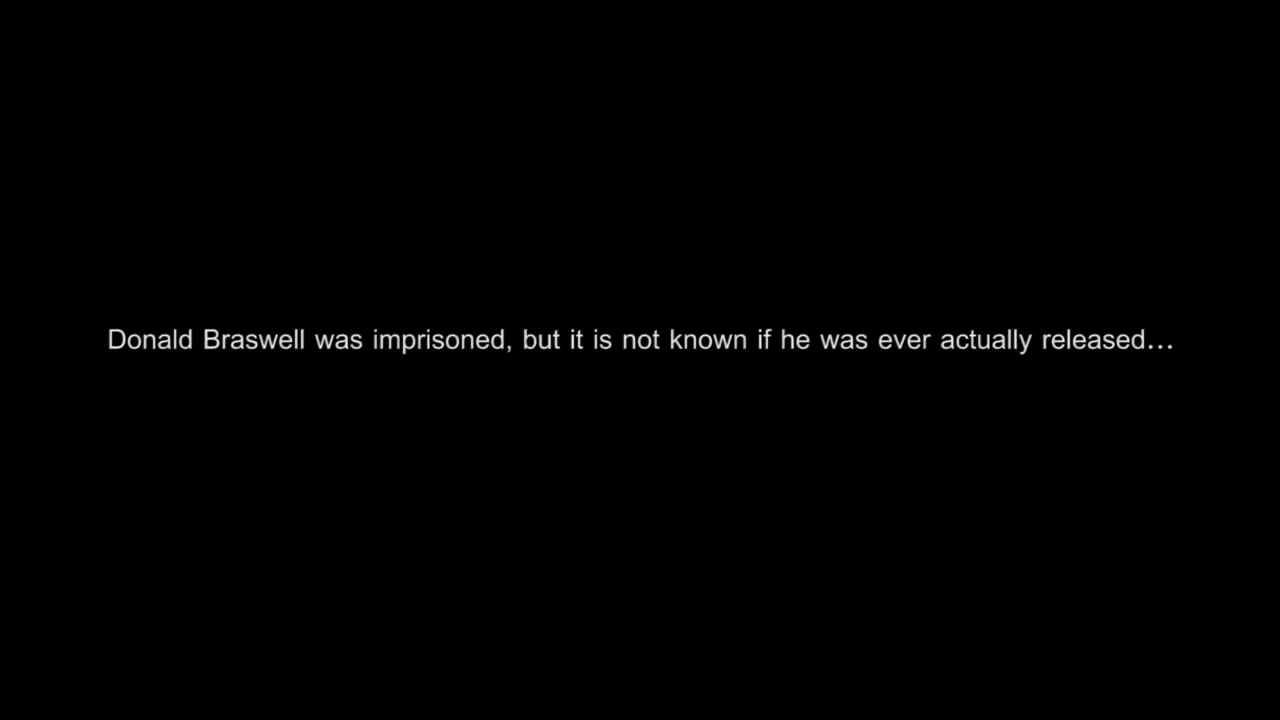 Donald Braswell was imprisoned, but it is not known if he was ever actually released…